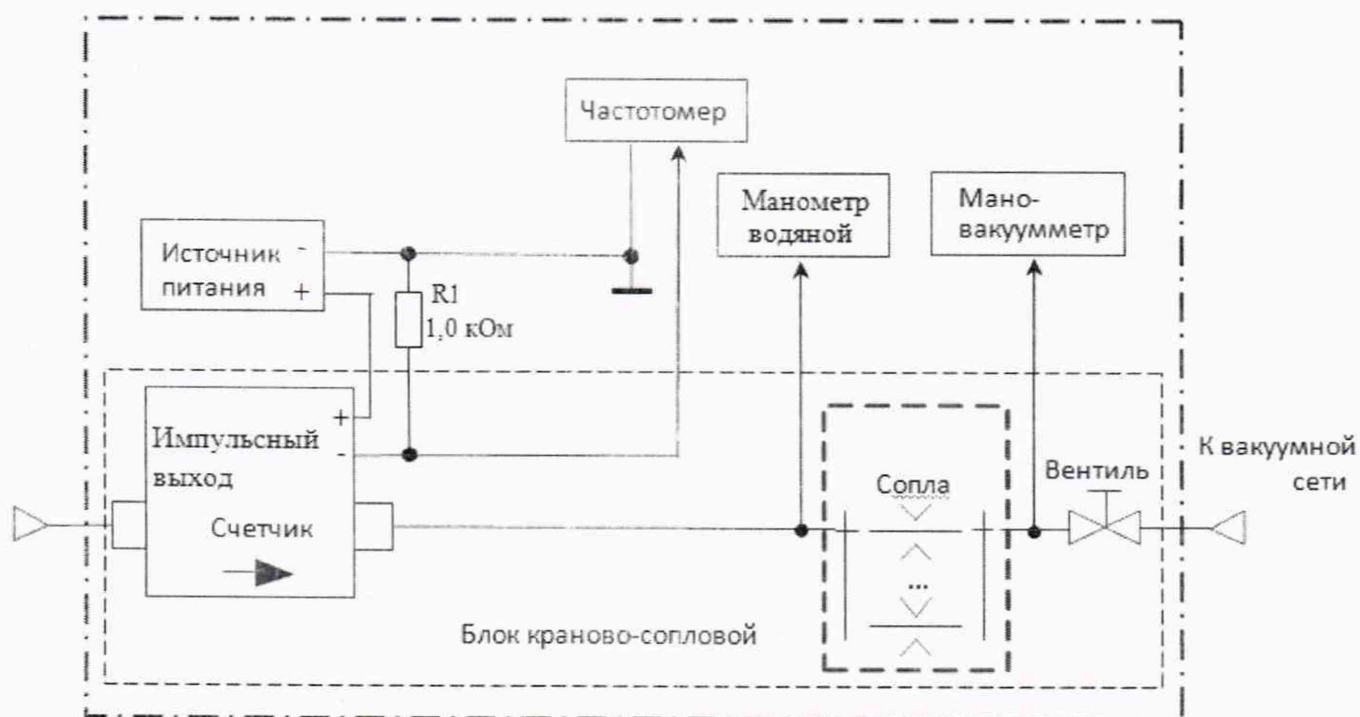 Частотомер
Манометр
водяной
Мано-
вакуумметр
Источник -
питания +
R1
1,0 кОм
+
Импульсный
-
выход
Счетчик
Сопла
...
Вентиль
К вакуумной
сети
Блок краново-сопловой